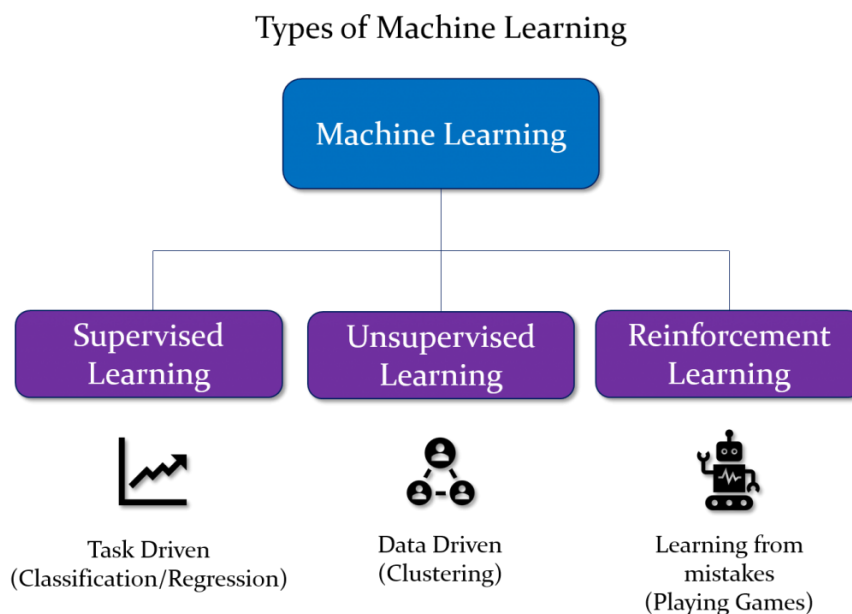 Types of Machine Learning
Machine Learning
Supervised
Learning
Unsupervised
Learning
Reinforcement
Learning
Task Driven
(Classification/Regression)
Data Driven
(Clustering)
Learning from
mistakes
(Playing Games)